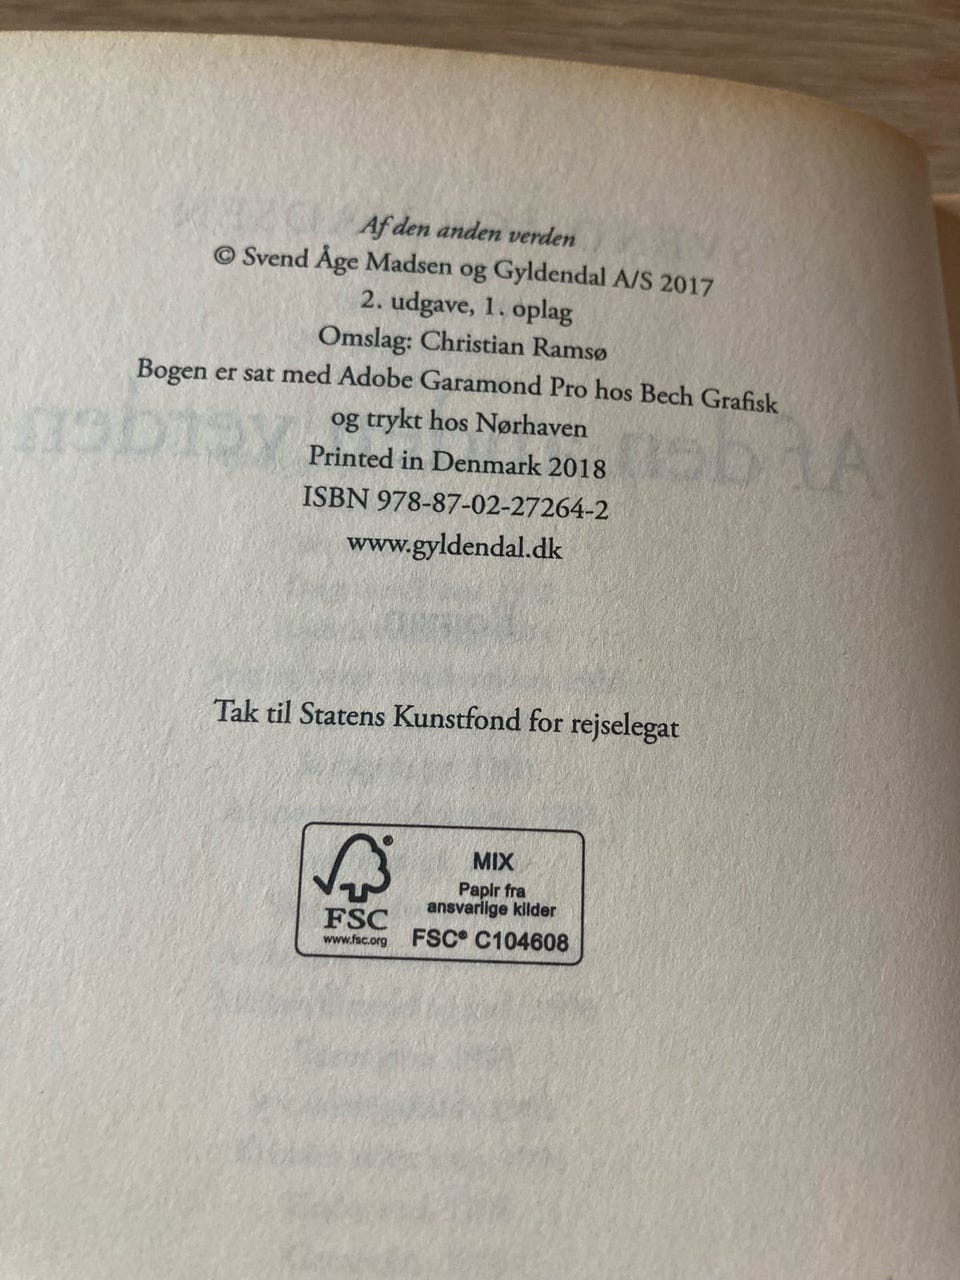 Af den anden verden
© Svend Åge Madsen og Gyldendal A/S 2017
2. udgave, 1. oplag
Omslag: Christian Ramsø
Bogen er sat med Adobe Garamond Pro hos Bech Grafisk
og trykt hos Nørhaven
Printed in Denmark 2018
ISBN 978-87-02-27264-2
www.gyldendal.dk
Tak til Statens Kunstfond for rejselegat
FSC
www.fsc.org
MIX
Papir fra
ansvarlige kilder
FSC® C104608